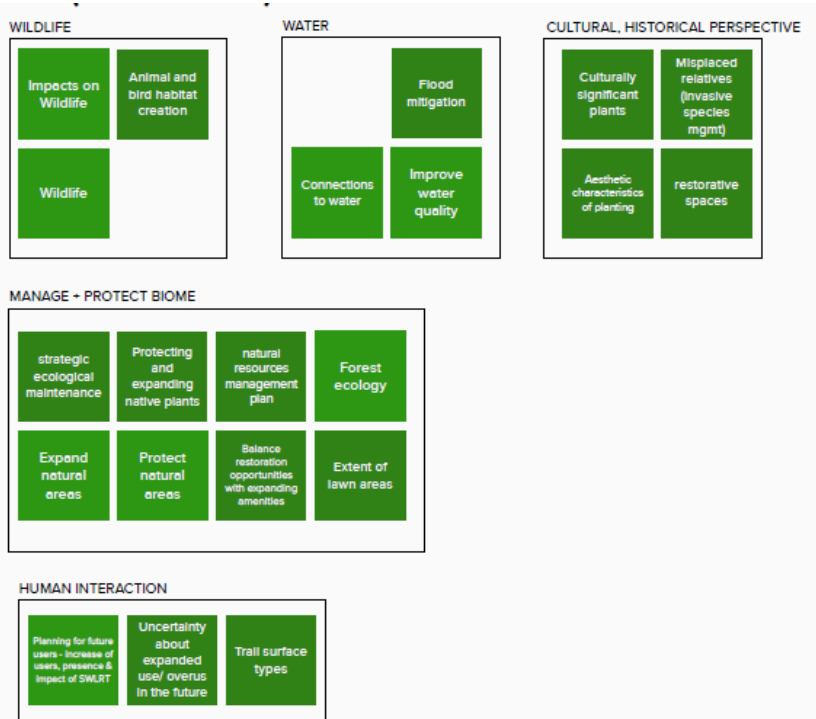 WILDLIFE
Impacts on
Wildlife
Animal and
bird habitat
creation
Wildlife
WATER
Flood
mitigation
Connections
to water
Improve
water
quality
CULTURAL, HISTORICAL PERSPECTIVE
Culturally
significant
plants
Misplaced
relatives
(invasive
species
mgmt)
Aesthetic
characteristics
of planting
restorative
spaces
MANAGE + PROTECT BIOME
strategic
ecological
maintenance
Protecting
and
expanding
native plants
natural
resources
management
plan
Forest
ecology
Expand
natural
areas
Protect
natural
areas
Balance
restoration
opportunities
with expanding
amenities
Extent of
lawn areas
HUMAN INTERACTION
Planning for future
users - increase of
users, presence &
impact of SWLRT
Uncertainty
about
expanded
use/ overus
in the future
Trail surface
types